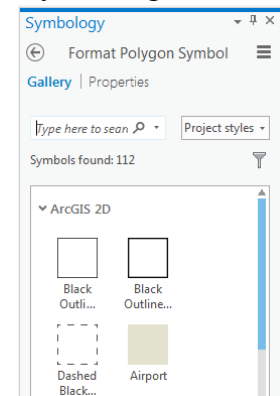 Symbology
Format Polygon Symbol
Gallery | Properties
Type here to sear
Project styles
Symbols found: 112
ArcGIS 2D
Black Outli...
Black Outline...
Dashed Black...
Airport